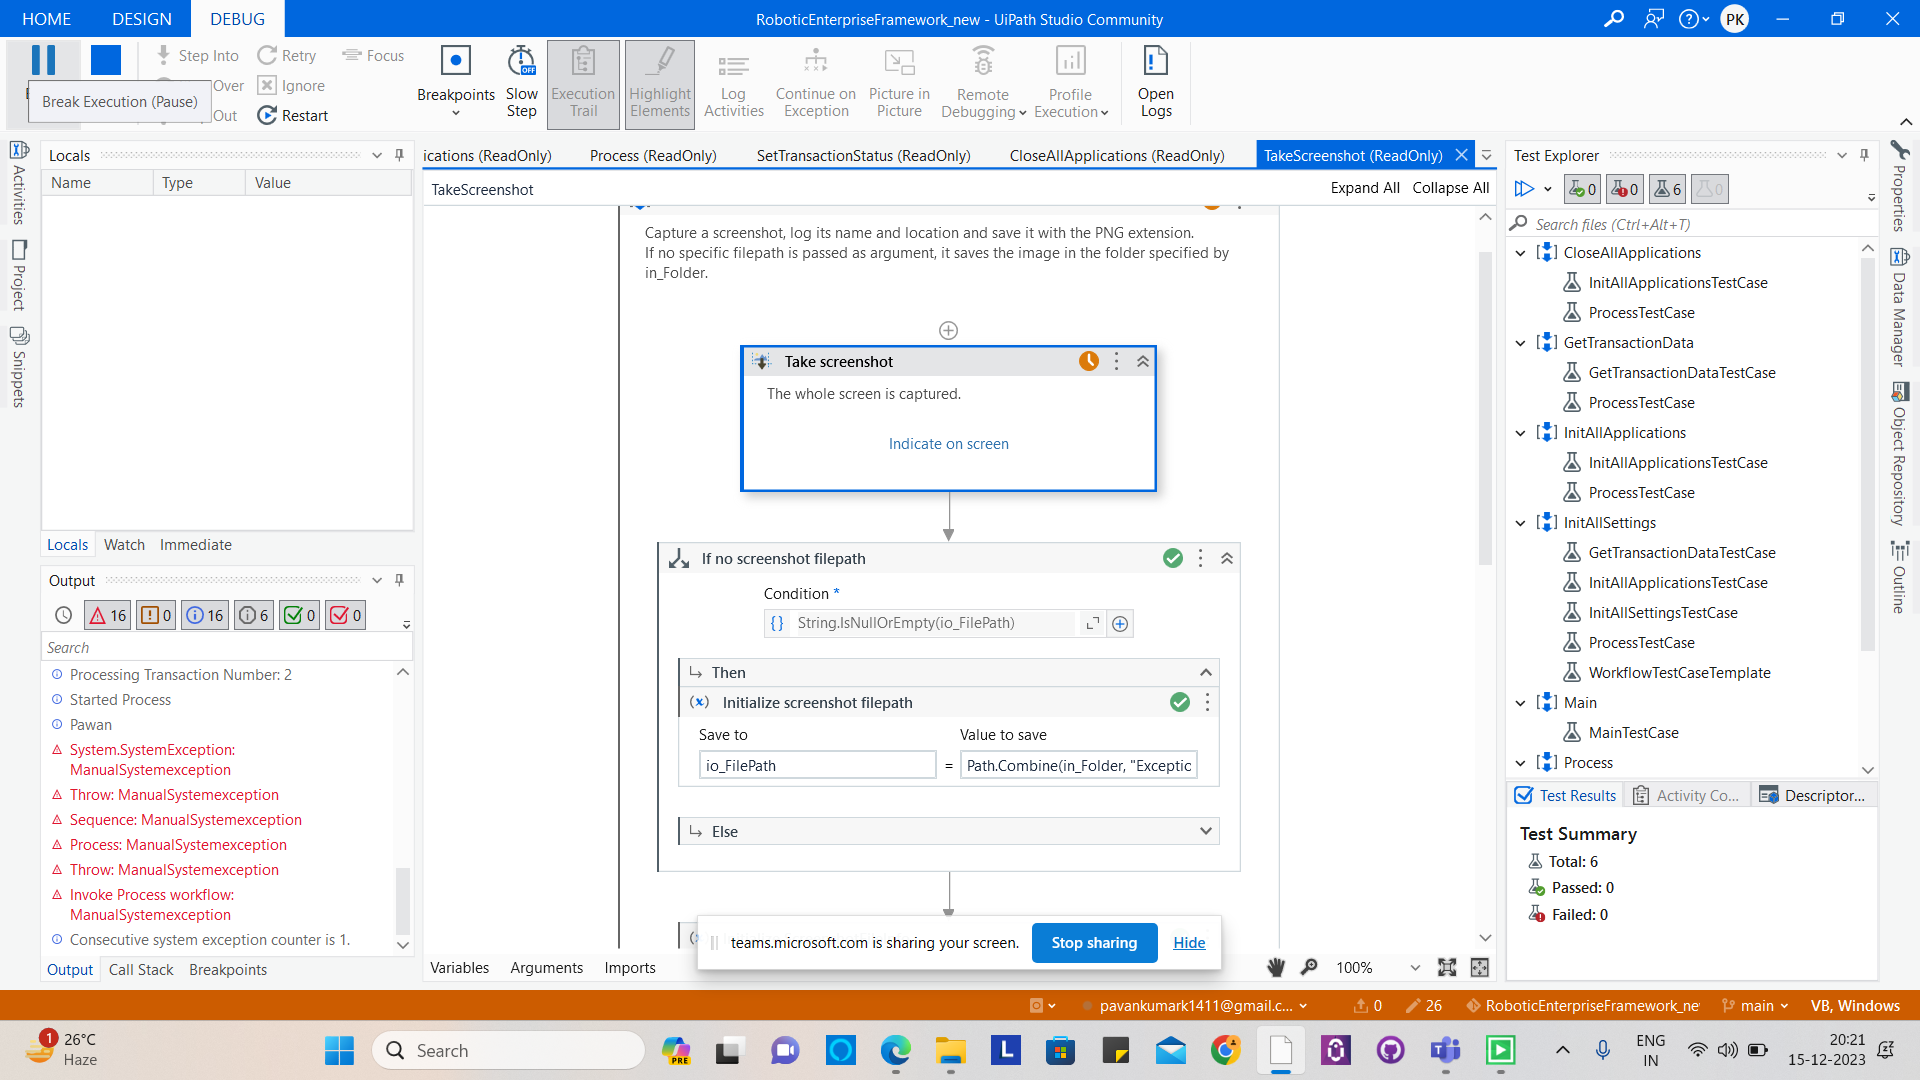 HOME DESIGN DEBUG
RoboticEnterpriseFramework_new - UiPath Studio Community
PK
Step Into
Retry
Focus
Over
Ignore
Out
Restart
Break Execution (Pause)
Breakpoints
Slow Step
Execution Trail
Highlight Elements
Log Activities
Continue on Exception
Picture in Picture
Remote Debugging
Profile Execution
Open Logs
Activities
Project
Snippets
Locals
Name Type Value
Locals Watch Immediate
Output
16 0 16 6 0 0
Search
Processing Transaction Number: 2
Started Process
Pawan
System.SystemException:
ManualSystemexception
Throw: ManualSystemexception
Sequence: ManualSystemexception
Process: ManualSystemexception
Throw: ManualSystemexception
Invoke Process workflow:
ManualSystemexception
Consecutive system exception counter is 1.
Output Call Stack Breakpoints
ications (ReadOnly) Process (ReadOnly) SetTransactionStatus (ReadOnly) CloseAllApplications (ReadOnly) TakeScreenshot (ReadOnly)
TakeScreenshot
Expand All Collapse All
Capture a screenshot, log its name and location and save it with the PNG extension.
If no specific filepath is passed as argument, it saves the image in the folder specified by
in_Folder.
Take screenshot
The whole screen is captured.
Indicate on screen
If no screenshot filepath
Condition *
String.IsNullOrEmpty(io_FilePath)
Then
Initialize screenshot filepath
Save to Value to save
io_FilePath = Path.Combine(in_Folder, "Exceptic
Else
teams.microsoft.com is sharing your screen. Stop sharing Hide
Variables Arguments Imports
100%
Test Explorer
0 0 6 0
Search files (Ctrl+Alt+T)
CloseAllApplications
InitAllApplicationsTestCase
ProcessTestCase
GetTransactionData
GetTransactionDataTestCase
ProcessTestCase
InitAllApplications
InitAllApplicationsTestCase
ProcessTestCase
InitAllSettings
GetTransactionDataTestCase
InitAllApplicationsTestCase
InitAllSettingsTestCase
ProcessTestCase
WorkflowTestCaseTemplate
Main
MainTestCase
Process
Test Results Activity Co... Descriptor...
Test Summary
Total: 6
Passed: 0
Failed: 0
Properties
Data Manager
Object Repository
Outline
pavankumark1411@gmail.c... 0 26 RoboticEnterpriseFramework_ne main VB, Windows
1
26°C
Haze
Search
PRE
L
ENG
IN
20:21
15-12-2023